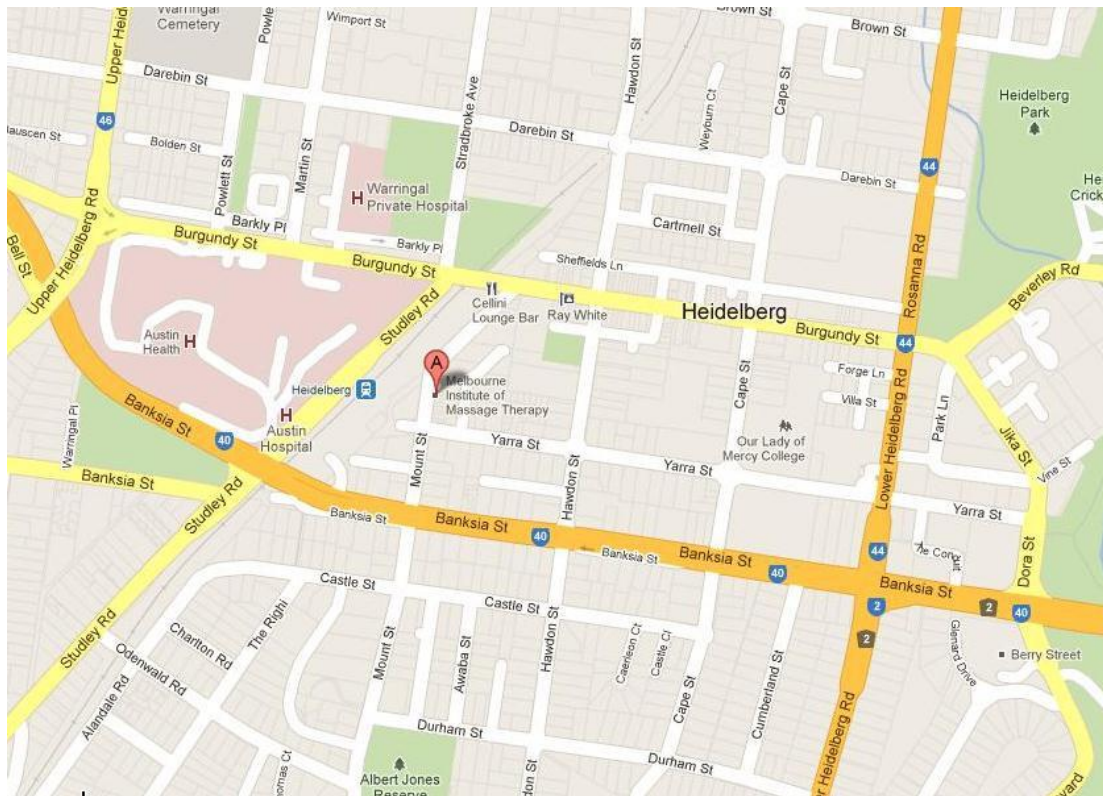 Warringal
Cemetery
Wimport St
Upper Heidelberg Rd
46
Darebin St
Stradbroke Ave
Hawdon St
Brown St
Brown St
Cape St
Weyburn Ct
Heidelberg
Park
44
Bolden St
Powlett St
Martin St
Darebin St
Darebin St
Warringal
Private Hospital
H
Barkly Pl
Barkly Pl
Cartmell St
Burgundy St
Burgundy St
Sheffields Ln
Rosanna Rd
Beverley Rd
Bell St
Upper Heidelberg Rd
Studley Rd
Cellini
Lounge Bar
Ray White
Heidelberg
Burgundy St
44
Austin
Health
H
A
Heidelberg
Melbourne
Institute of
Massage Therapy
Cape St
Forge Ln
Villa St
Park Ln
Jika St
Lower Heidelberg Rd
H
Austin
Hospital
Banksia St
40
Warringal Pl
Mount St
Yarra St
Hawdon St
Yarra St
Our Lady of
Mercy College
Vine St
Yarra St
Banksia St
Studley Rd
Banksia St
Banksia St
40
Banksia St
Banksia St
40
44
Banksia St
Dora St
2
2
40
2
Castle St
Castle St
Charlton Rd
The Righi
Odenwald Rd
Studley Rd
Alandale Rd
Mount St
Awaba St
Hawdon St
Caerleon Ct
Castle Ct
Cape St
Cumberland St
Glenard Drive
Berry Street
Durham St
Durham St
Albert Jones
Reserve